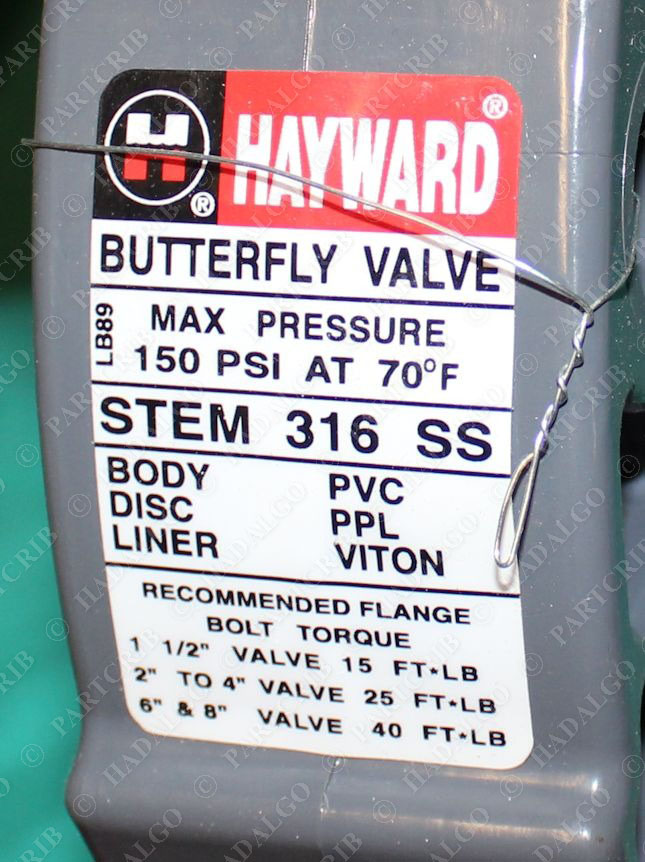 H ® HAYWARD ®
BUTTERFLY VALVE
LB89
MAX PRESSURE
150 PSI AT 70°F
STEM 316 SS
BODY PVC
DISC PPL
LINER VITON
RECOMMENDED FLANGE
BOLT TORQUE
1 1/2" VALVE 15 FT*LB
2" TO 4" VALVE 25 FT*LB
6" & 8" VALVE 40 FT*LB
© PARTCRIB © HADALGO